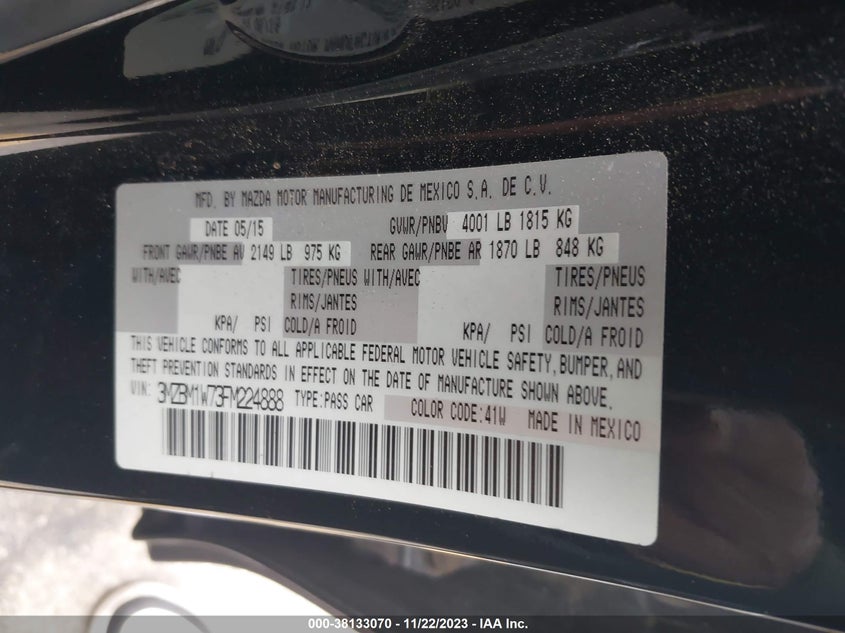 MFD. BY MAZDA MOTOR MANUFACTURING DE MEXICO S.A. DE C.V.
DATE 05/15 GVWR/PNBV 4001 LB 1815 KG
FRONT GAWR/PNBE AV 2149 LB 975 KG REAR GAWR/PNBE AR 1870 LB 848 KG
WITH/AVEC TIRES/PNEUS WITH/AVEC TIRES/PNEUS
RIMS/JANTES RIMS/JANTES
KPA/ PSI COLD/A FROID KPA/ PSI COLD/A FROID
THIS VEHICLE CONFORMS TO ALL APPLICABLE FEDERAL MOTOR VEHICLE SAFETY, BUMPER, AND
THEFT PREVENTION STANDARDS IN EFFECT ON THE DATE OF MANUFACTURE SHOWN ABOVE.
VIN: 3MZBM1W73FM224888 TYPE:PASS CAR COLOR CODE:41W MADE IN MEXICO
000-38133070 - 11/22/2023 - IAA Inc.